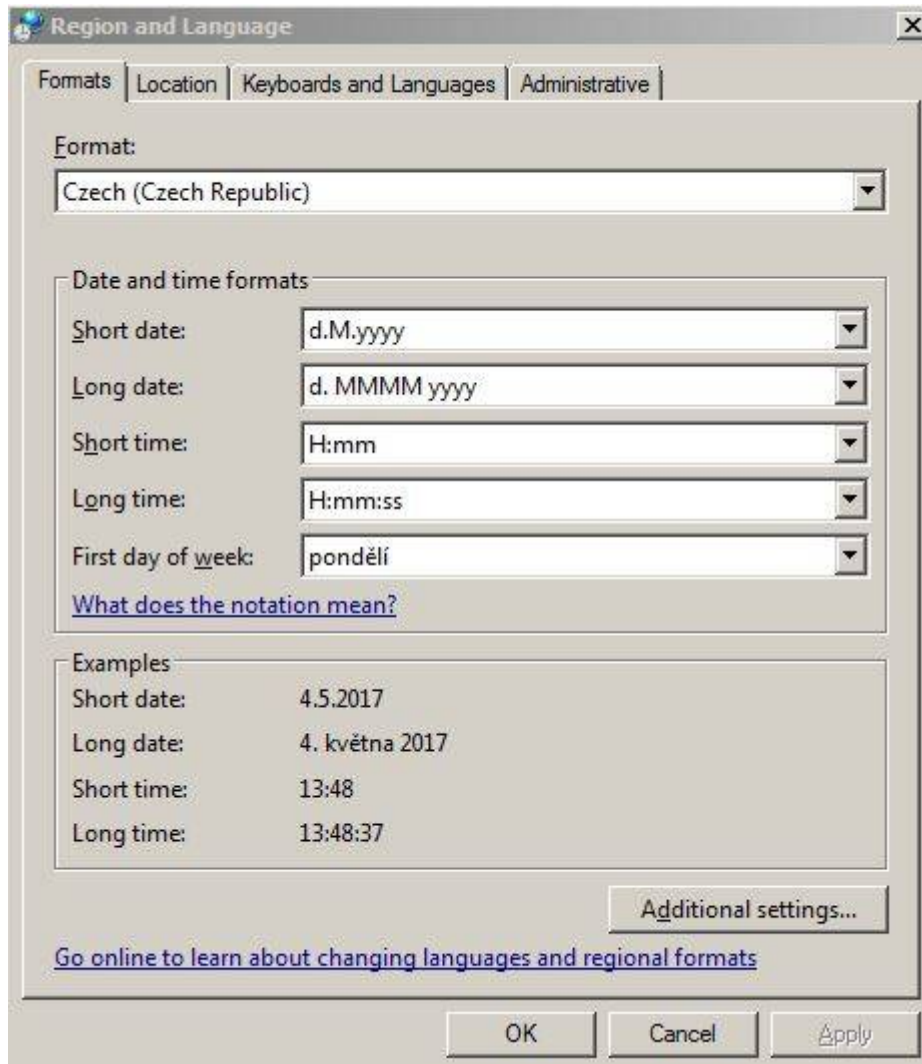 Region and Language
Formats Location Keyboards and Languages Administrative
Format:
Czech (Czech Republic)
Date and time formats
Short date: d.M.yyyy
Long date: d. MMMM yyyy
Short time: H:mm
Long time: H:mm:ss
First day of week: pondělí
What does the notation mean?
Examples
Short date: 4.5.2017
Long date: 4. května 2017
Short time: 13:48
Long time: 13:48:37
Additional settings...
Go online to learn about changing languages and regional formats
OK Cancel Apply